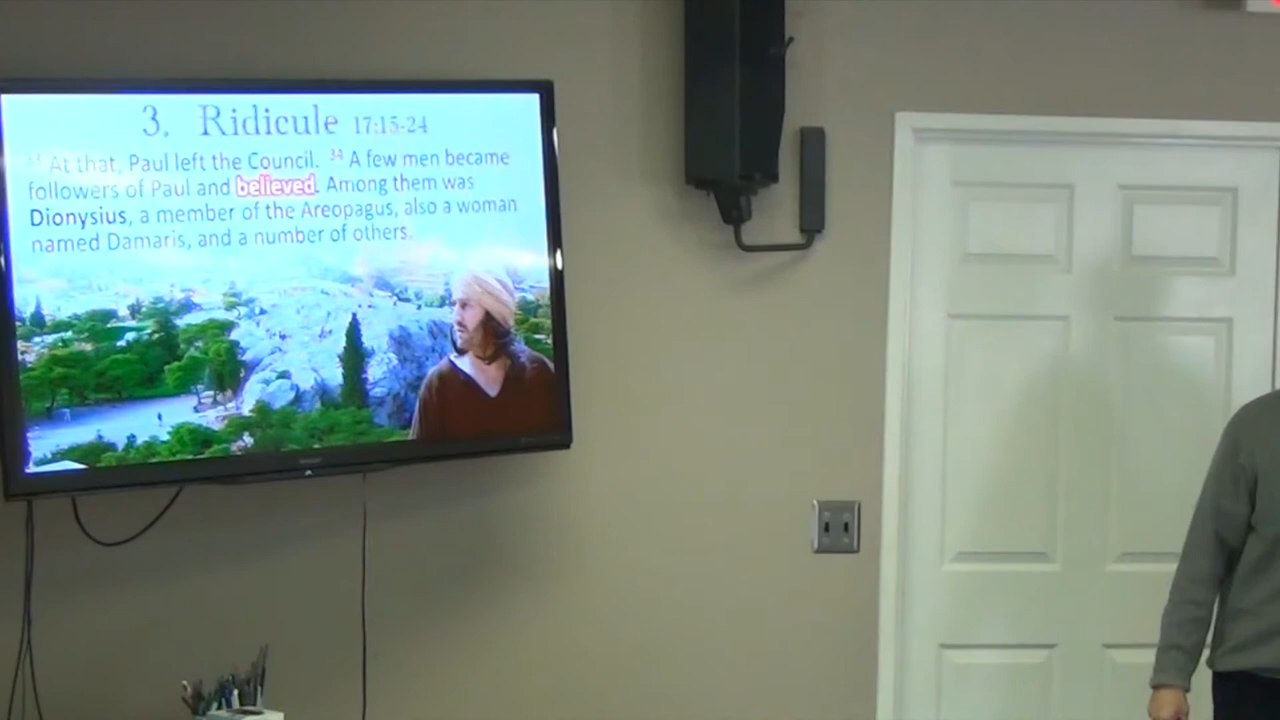 3. Ridicule 17:15-24
33 At that, Paul left the Council. 34 A few men became
followers of Paul and believed. Among them was
Dionysius, a member of the Areopagus, also a woman
named Damaris, and a number of others.